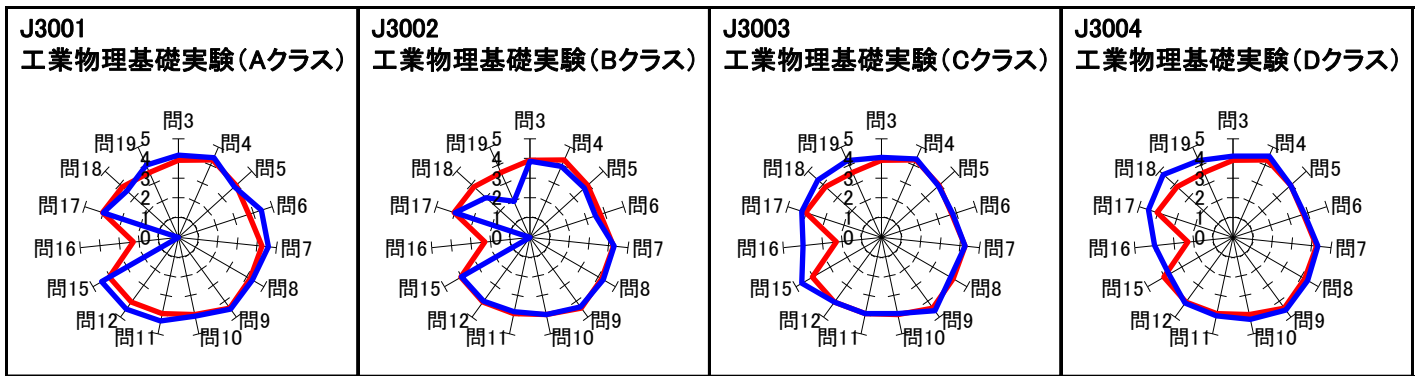 J3001
工業物理基礎実験（Aクラス）
問3
問4
問5
問6
問7
問8
問9
問10
問11
問12
問15
問16
問17
問18
問19
5
4
3
2
1
0
J3002
工業物理基礎実験（Bクラス）
問3
問4
問5
問6
問7
問8
問9
問10
問11
問12
問15
問16
問17
問18
問19
5
4
3
2
1
0
J3003
工業物理基礎実験（Cクラス）
問3
問4
問5
問6
問7
問8
問9
問10
問11
問12
問15
問16
問17
問18
問19
5
4
3
2
1
0
J3004
工業物理基礎実験（Dクラス）
問3
問4
問5
問6
問7
問8
問9
問10
問11
問12
問15
問16
問17
問18
問19
5
4
3
2
1
0